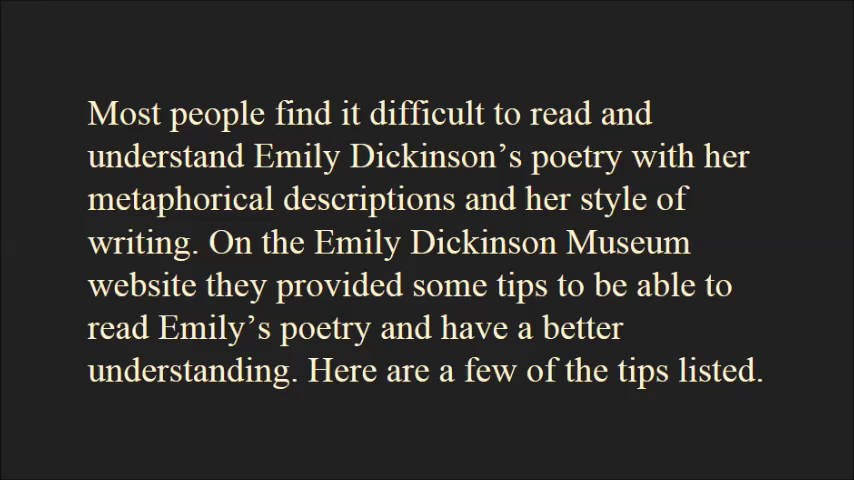 Most people find it difficult to read and
understand Emily Dickinson’s poetry with her
metaphorical descriptions and her style of
writing. On the Emily Dickinson Museum
website they provided some tips to be able to
read Emily’s poetry and have a better
understanding. Here are a few of the tips listed.